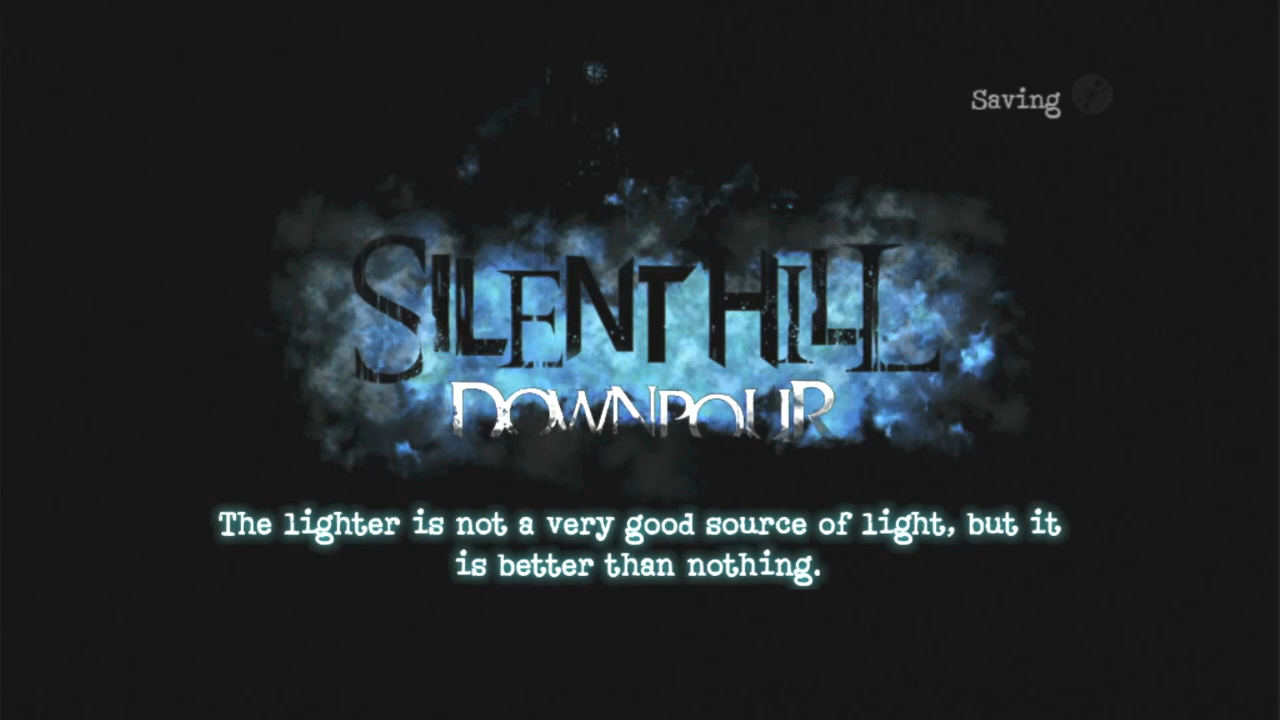 Saving
SILENT HILL
DOWNPOUR
The lighter is not a very good source of light, but it
is better than nothing.